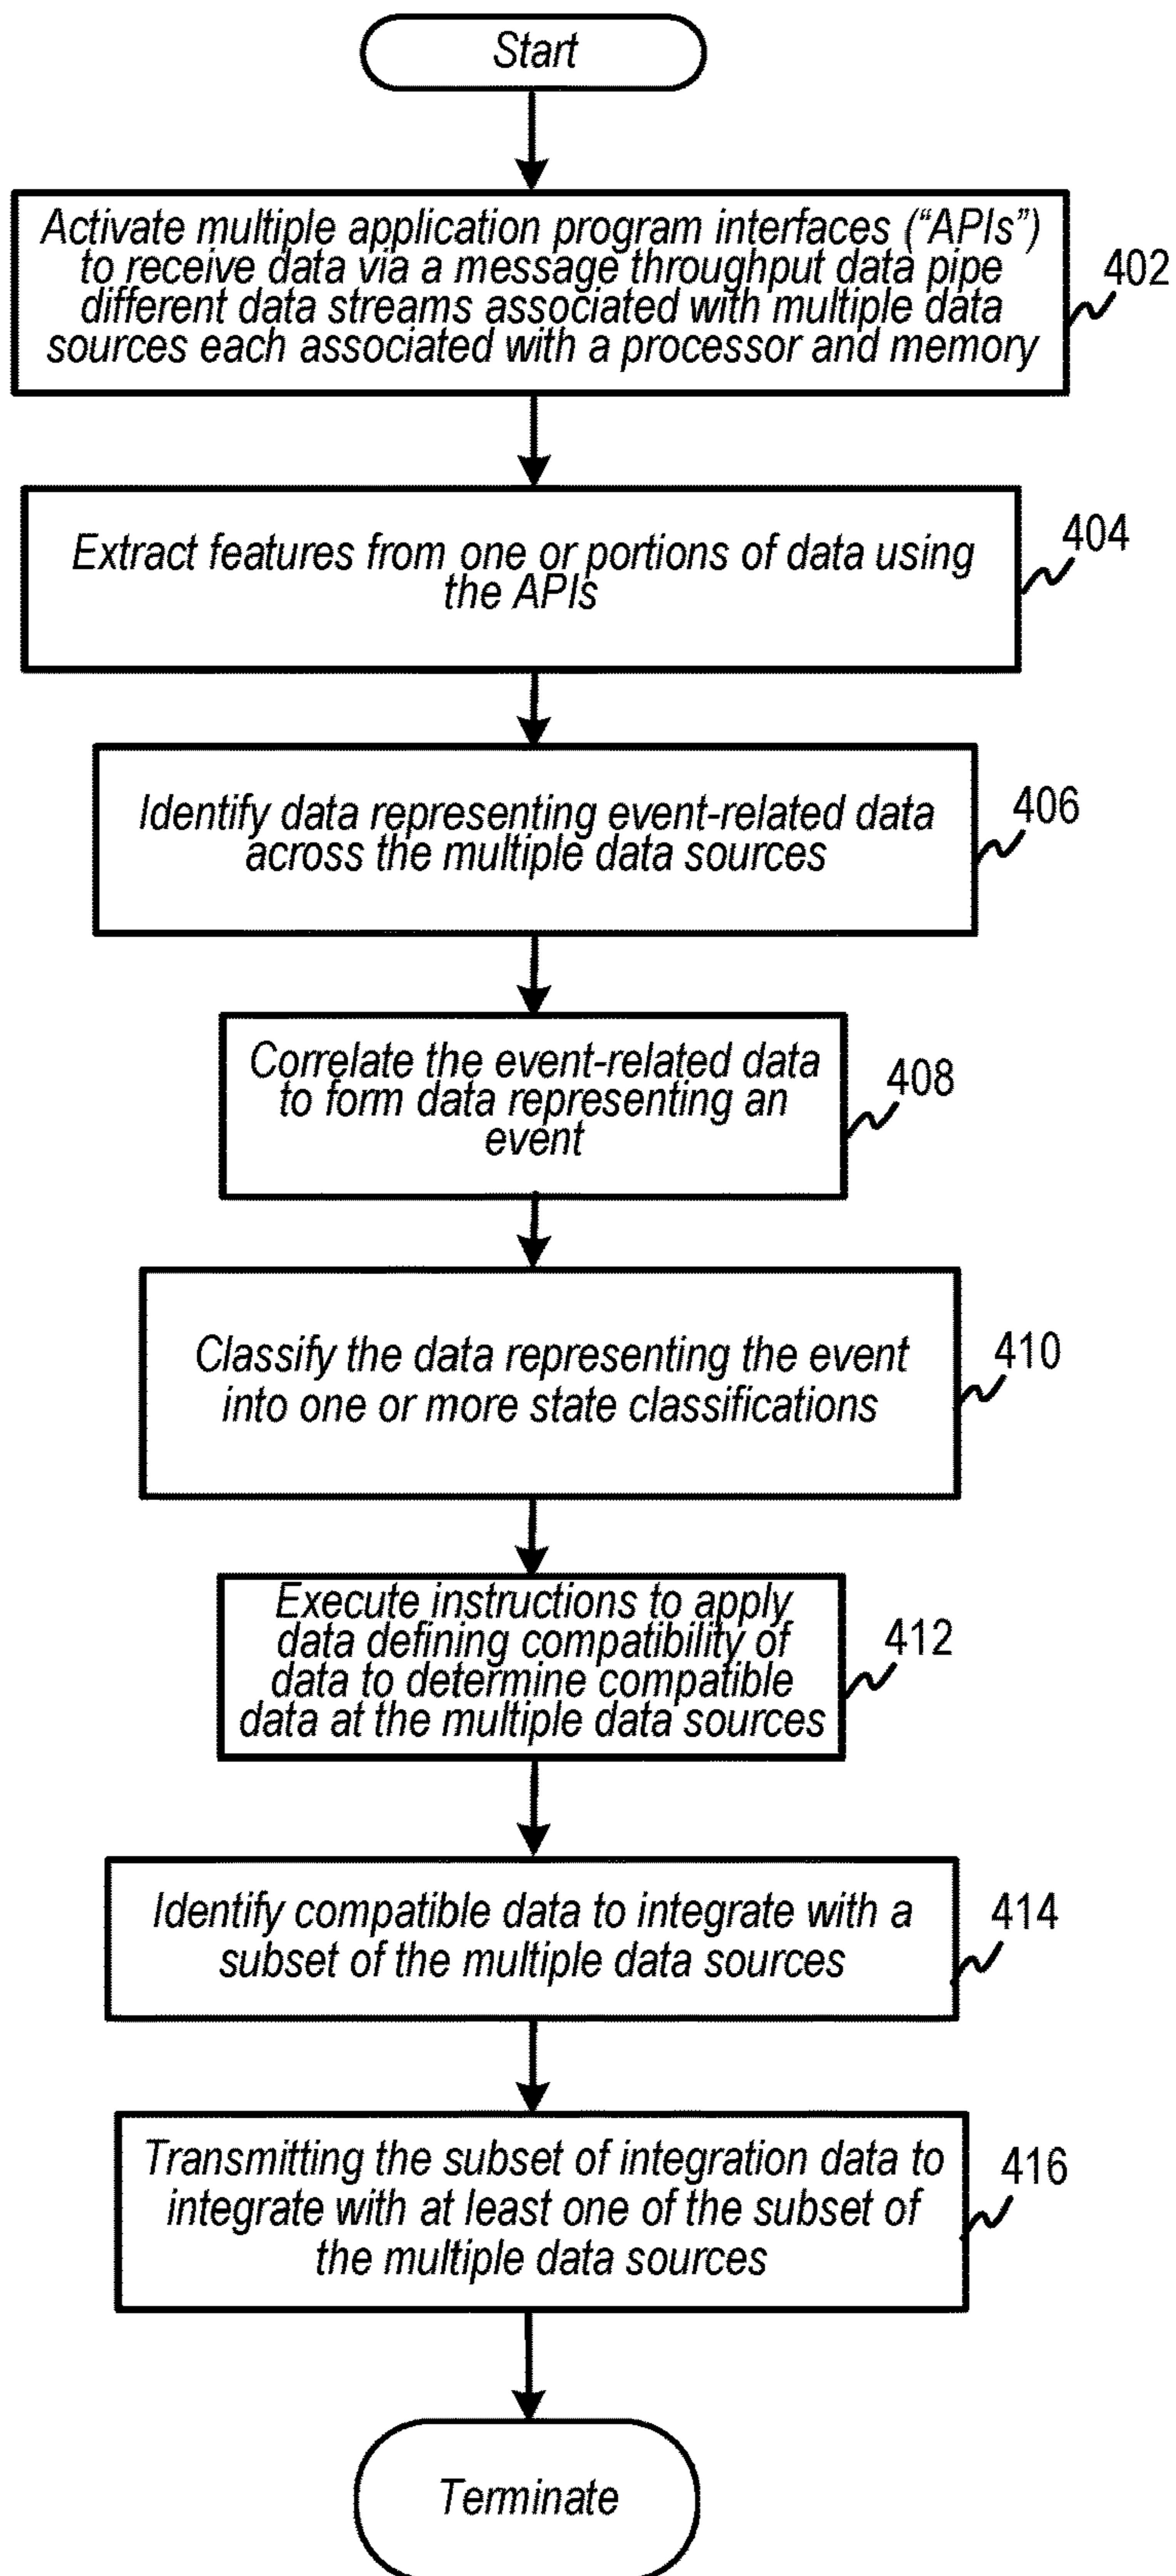 Start
Activate multiple application program interfaces (“APIs”)
to receive data via a message throughput data pipe
different data streams associated with multiple data
sources each associated with a processor and memory
402
Extract features from one or portions of data using
the APIs
404
Identify data representing event-related data
across the multiple data sources
406
Correlate the event-related data
to form data representing an
event
408
Classify the data representing the event
into one or more state classifications
410
Execute instructions to apply
data defining compatibility of
data to determine compatible
data at the multiple data sources
412
Identify compatible data to integrate with a
subset of the multiple data sources
414
Transmitting the subset of integration data to
integrate with at least one of the subset of
the multiple data sources
416
Terminate